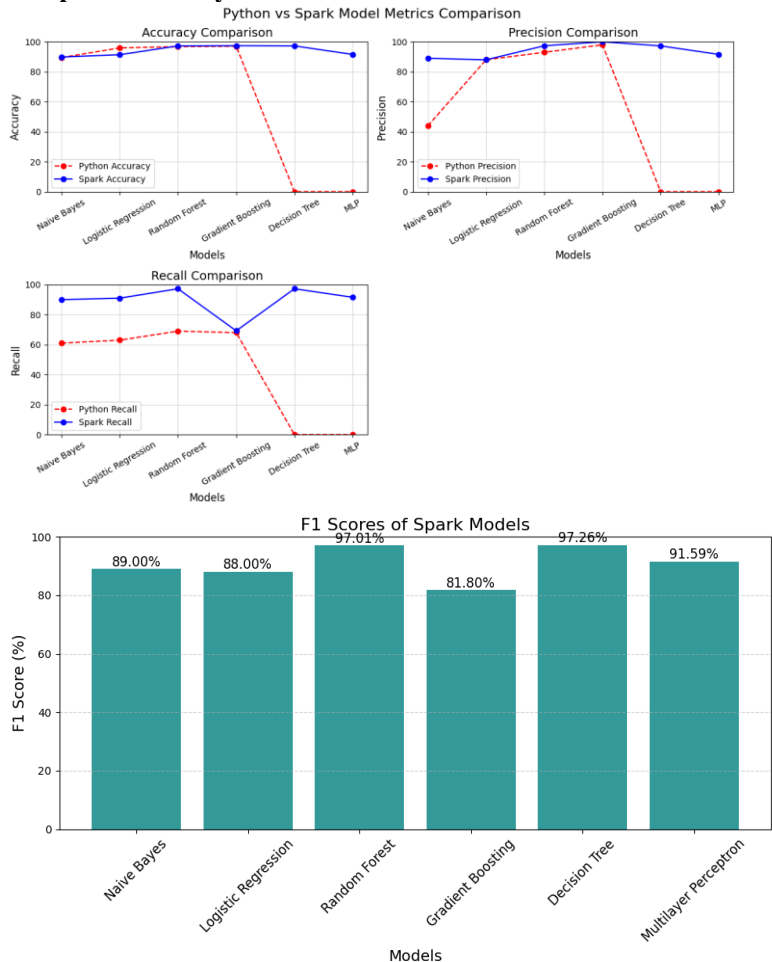 Python vs Spark Model Metrics Comparison
Accuracy Comparison
100
80
60
40
20
0
Accuracy
Python Accuracy
Spark Accuracy
Naive Bayes
Logistic Regression
Random Forest
Gradient Boosting
Decision Tree
MLP
Models
Precision Comparison
100
80
60
40
20
0
Precision
Python Precision
Spark Precision
Naive Bayes
Logistic Regression
Random Forest
Gradient Boosting
Decision Tree
MLP
Models
Recall Comparison
100
80
60
40
20
0
Recall
Python Recall
Spark Recall
Naive Bayes
Logistic Regression
Random Forest
Gradient Boosting
Decision Tree
MLP
Models
F1 Scores of Spark Models
100
80
60
40
20
0
F1 Score (%)
89.00%
88.00%
97.01%
81.80%
97.26%
91.59%
Naive Bayes
Logistic Regression
Random Forest
Gradient Boosting
Decision Tree
Multilayer Perceptron
Models